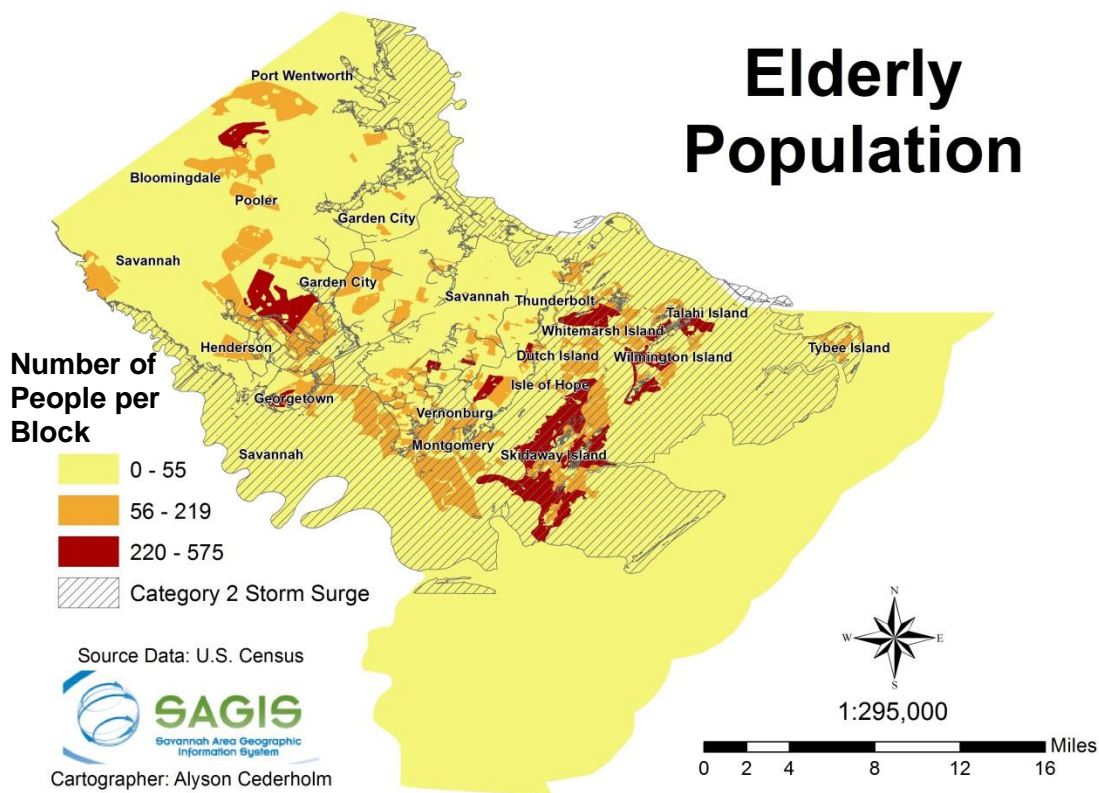 Elderly
Population
Port Wentworth
Bloomingdale
Pooler
Garden City
Savannah
Garden City
Savannah
Thunderbolt
Talahi Island
Whitemarsh Island
Henderson
Dutch Island
Wilmington Island
Tybee Island
Isle of Hope
Georgetown
Vernonburg
Montgomery
Savannah
Skidaway Island
Number of
People per
Block
0 - 55
56 - 219
220 - 575
Category 2 Storm Surge
Source Data: U.S. Census
SAGIS
Savannah Area Geographic
Information System
Cartographer: Alyson Cederholm
N
W E
S
1:295,000
Miles
0 2 4 8 12 16